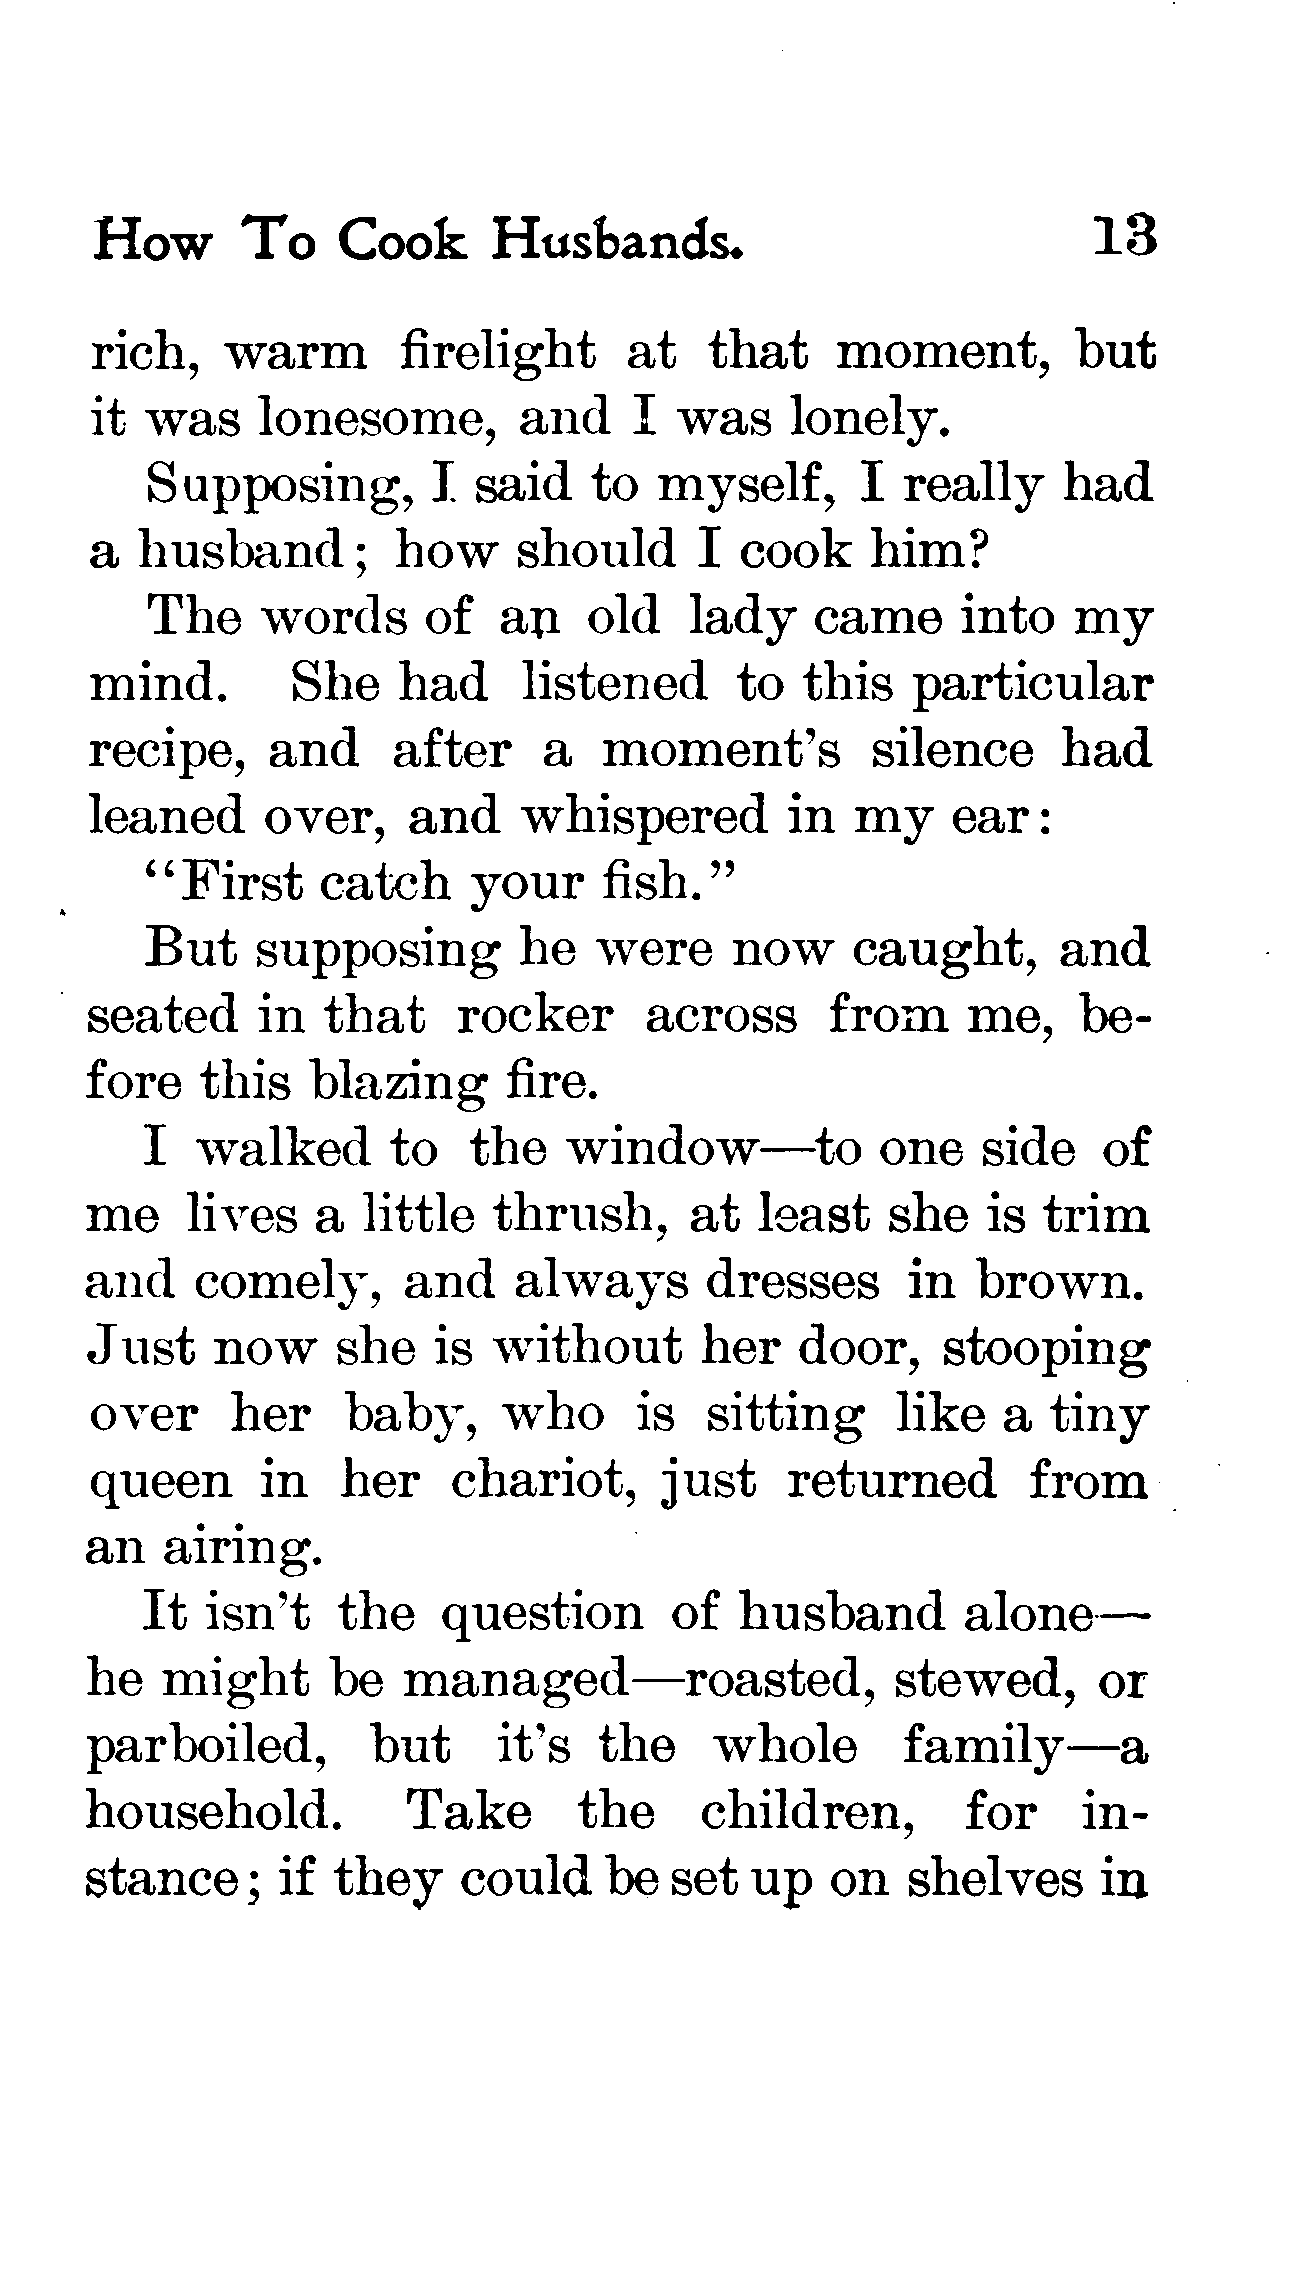 How To Cook Husbands. 13
rich, warm firelight at that moment, but
it was lonesome, and I was lonely.
Supposing, I said to myself, I really had
a husband; how should I cook him?
The words of an old lady came into my
mind. She had listened to this particular
recipe, and after a moment's silence had
leaned over, and whispered in my ear:
"First catch your fish."
But supposing he were now caught, and
seated in that rocker across from me, be-
fore this blazing fire.
I walked to the window—to one side of
me lives a little thrush, at least she is trim
and comely, and always dresses in brown.
Just now she is without her door, stooping
over her baby, who is sitting like a tiny
queen in her chariot, just returned from
an airing.
It isn't the question of husband alone—
he might be managed—roasted, stewed, or
parboiled, but it's the whole family—a
household. Take the children, for in-
stance; if they could be set up on shelves in